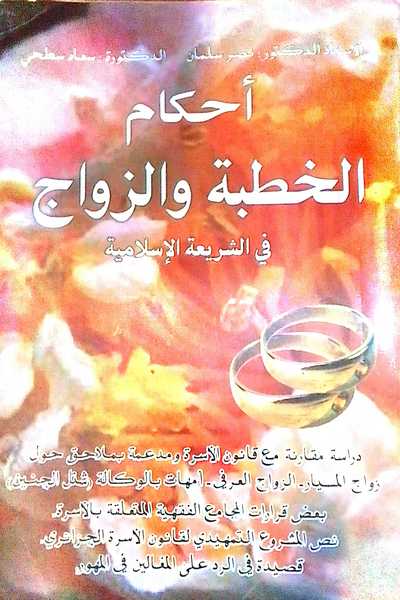 الدكتور: نصر سلمان الدكتورة: سعاد سطحي
أحكام
الخطبة والزواج
في الشريعة الإسلامية
دراسة مقارنة مع قانون الأسرة ومدعمة بملاحق حول
زواج المسيار. الزواج العرفي. أمهات بالوكالة (شتل الجنين)
بعض قرارات المجامع الفقهية المتعلقة بالأسرة.
نص المشروع التمهيدي لقانون الأسرة الجزائري.
قصيدة في الرد على المغالين في المهور